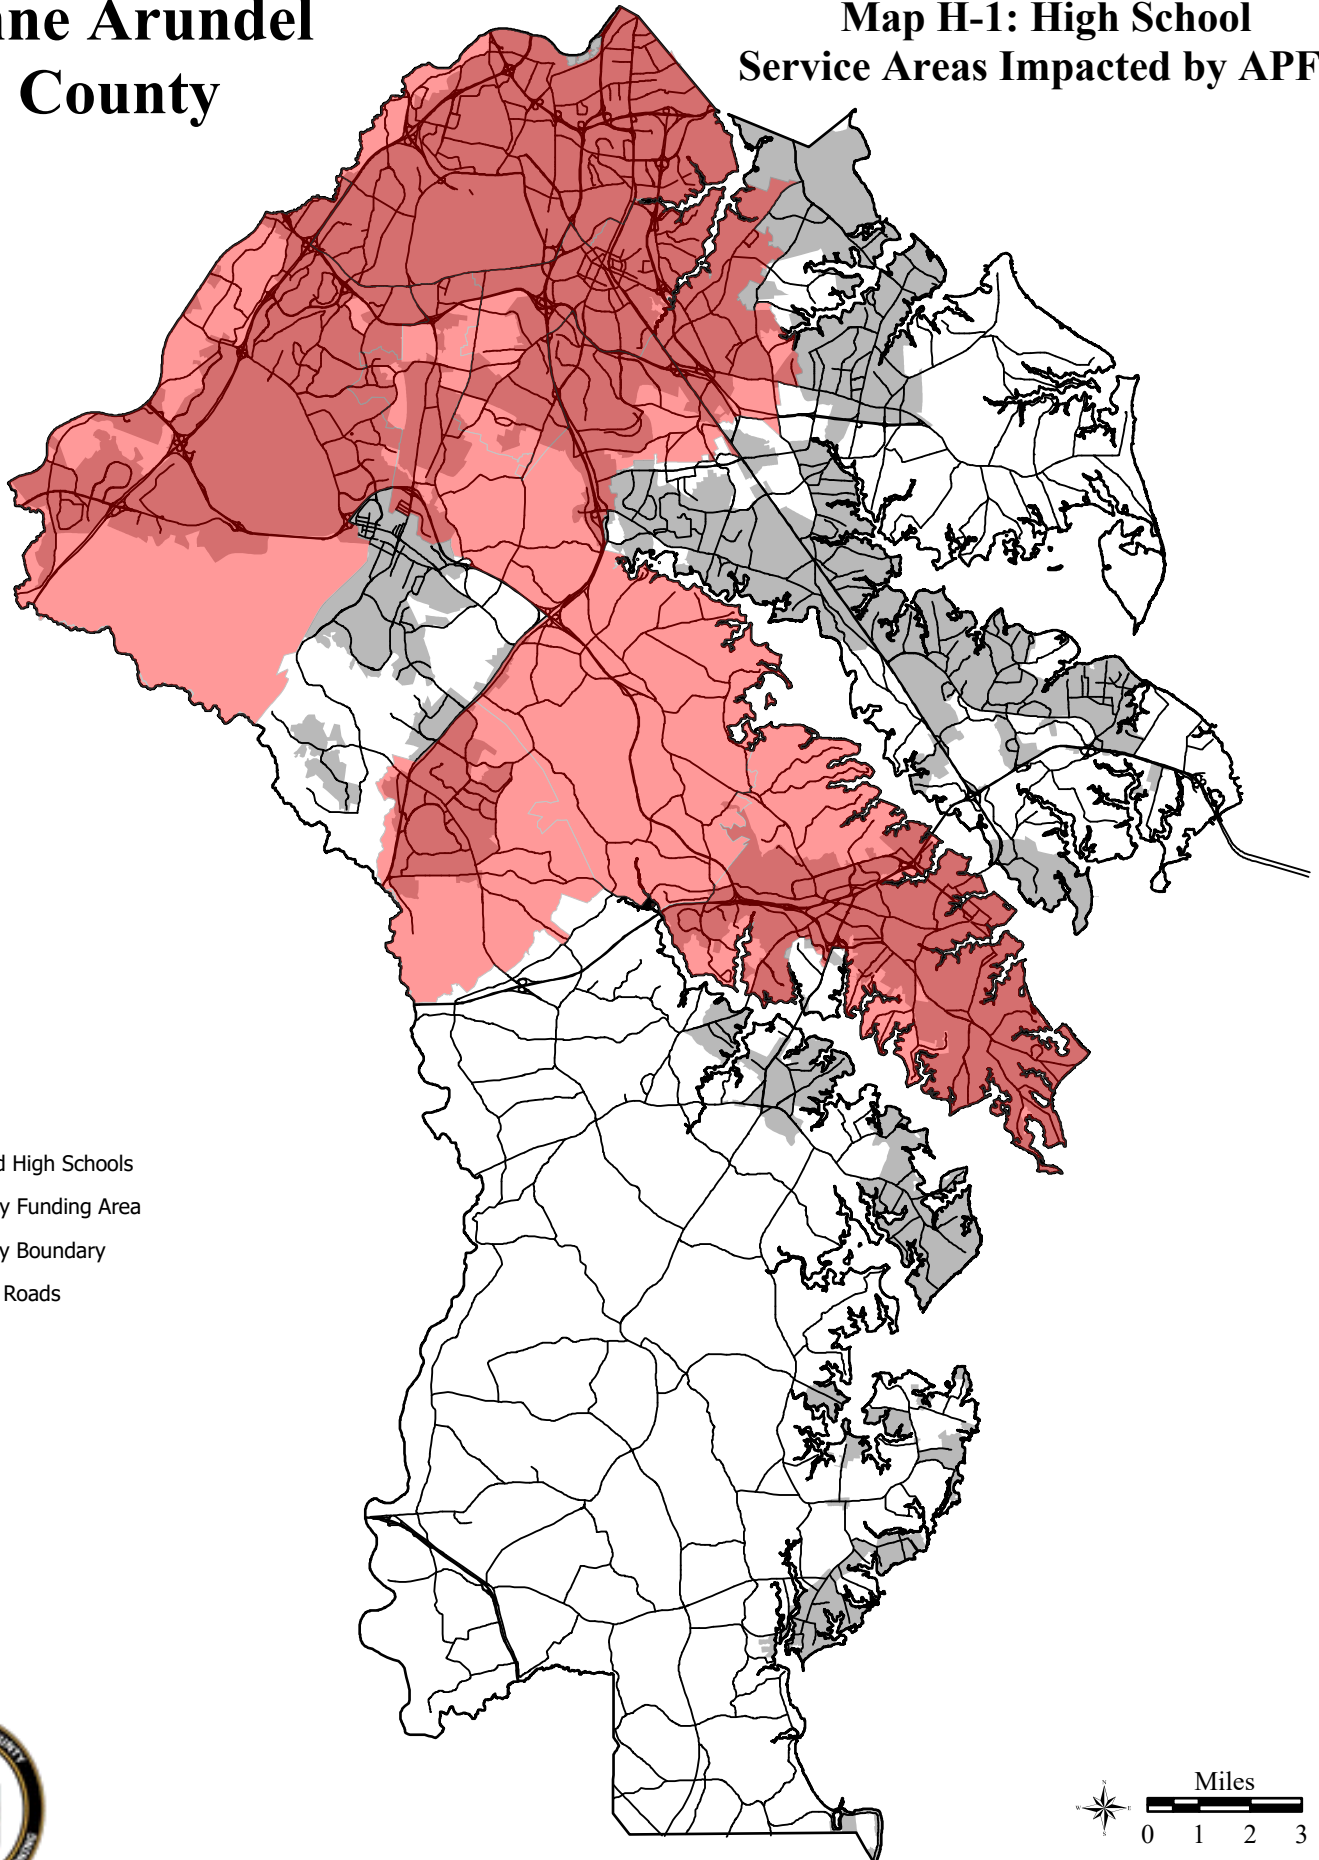 nne Arundel
County
Map H-1: High School
Service Areas Impacted by APF
d High Schools
y Funding Area
y Boundary
Roads
Miles
0 1 2 3
N
W E
S